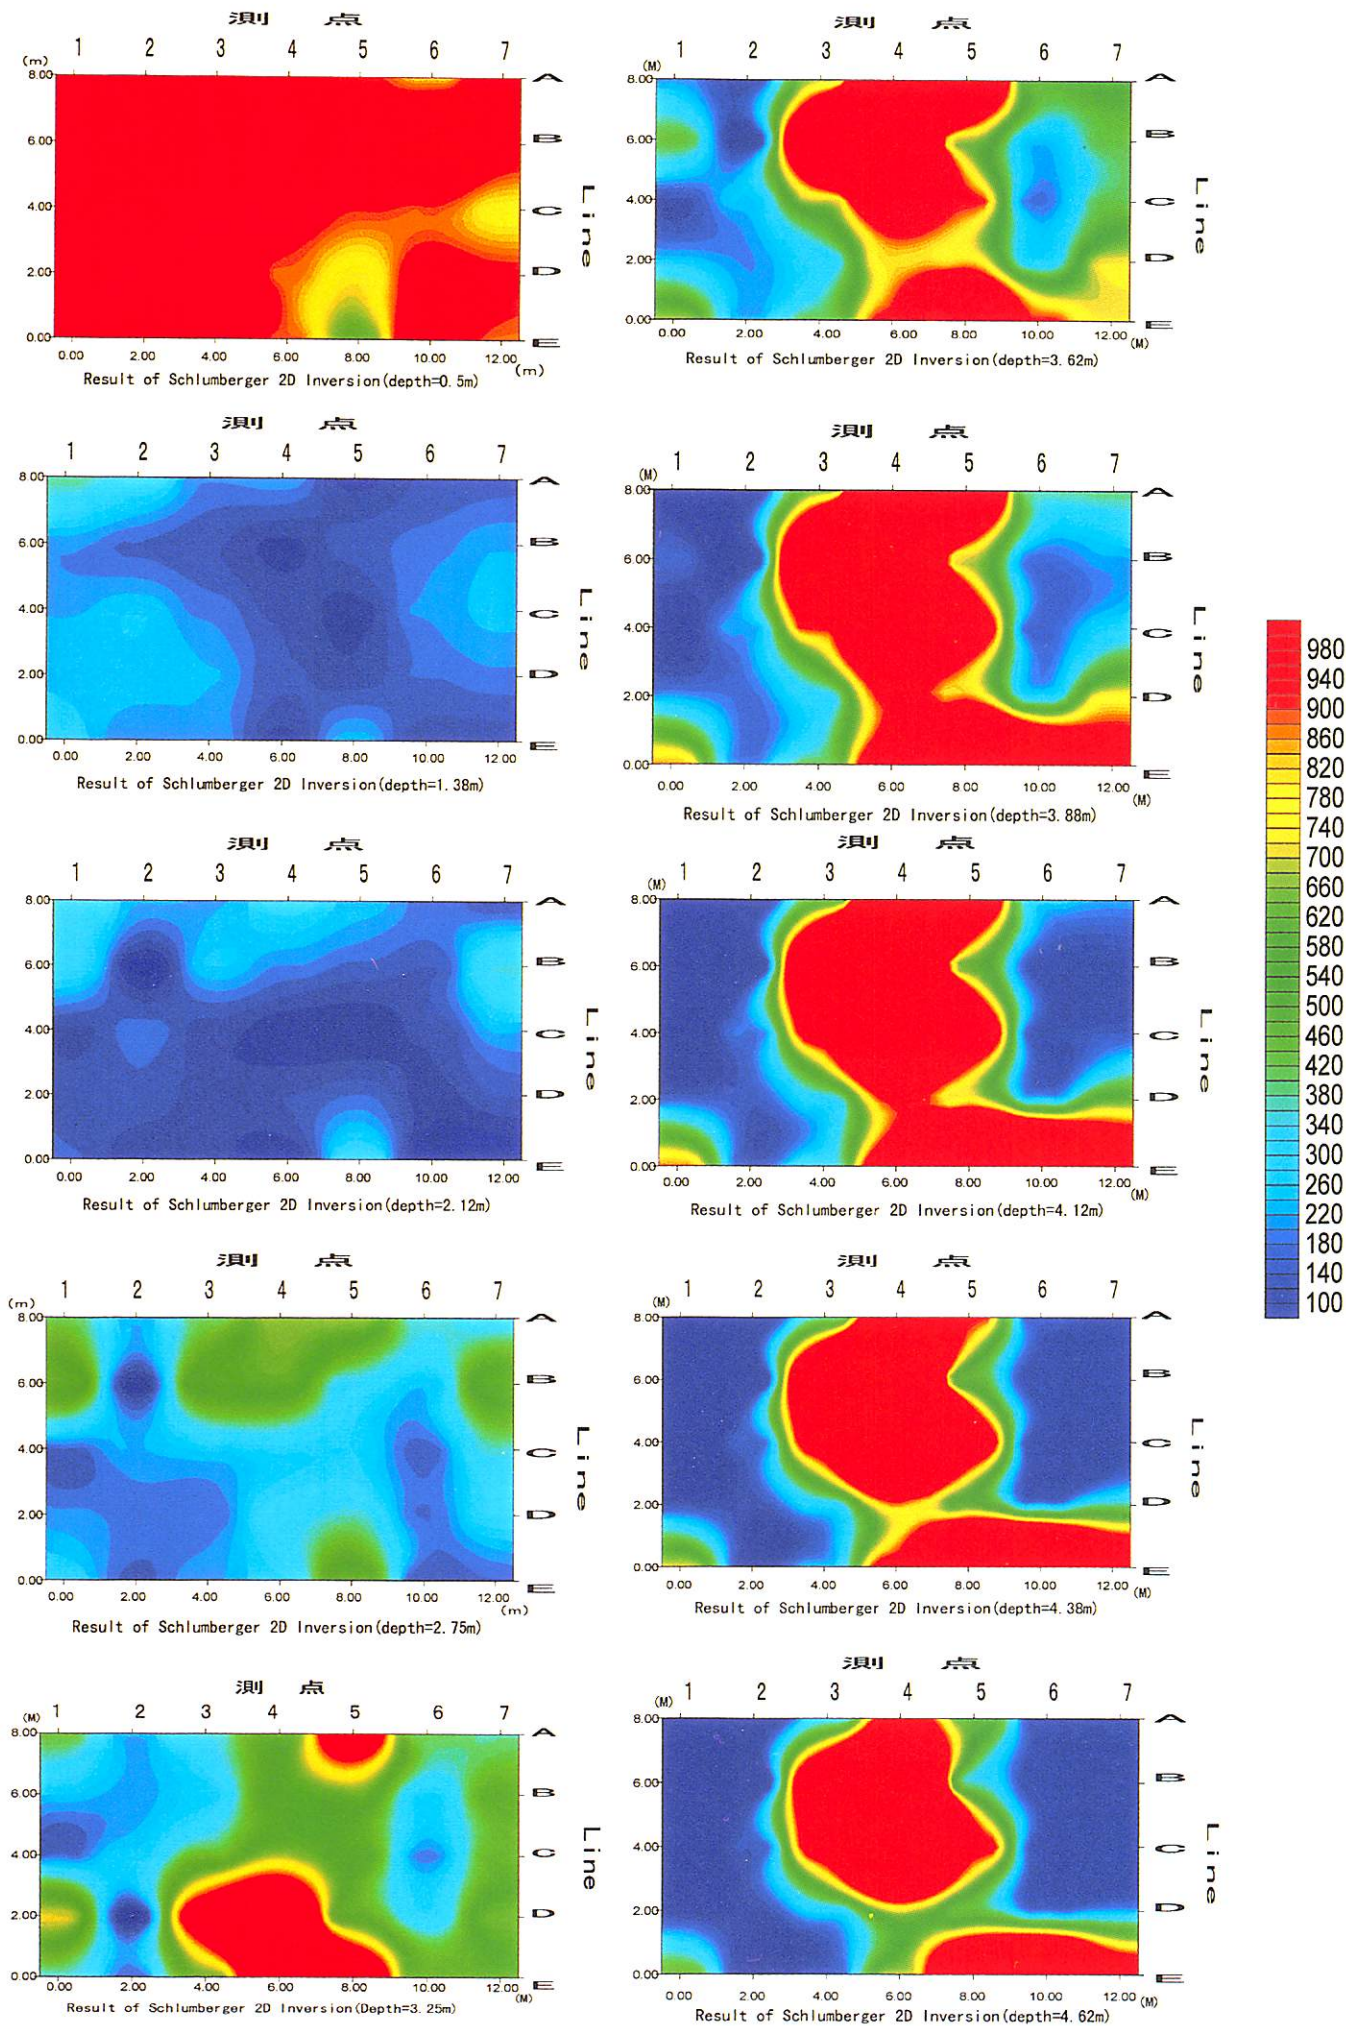 測 点
1 2 3 4 5 6 7
(m)
8.00 A
6.00 B
4.00 C
2.00 D
0.00 E
Line
0.00 2.00 4.00 6.00 8.00 10.00 12.00
(m)
Result of Schlumberger 2D Inversion(depth=0.5m)
測 点
1 2 3 4 5 6 7
8.00 A
6.00 B
4.00 C
2.00 D
0.00 E
Line
0.00 2.00 4.00 6.00 8.00 10.00 12.00
Result of Schlumberger 2D Inversion(depth=1.38m)
測 点
1 2 3 4 5 6 7
8.00 A
6.00 B
4.00 C
2.00 D
0.00 E
Line
0.00 2.00 4.00 6.00 8.00 10.00 12.00
Result of Schlumberger 2D Inversion(depth=2.12m)
測 点
1 2 3 4 5 6 7
(m)
8.00 A
6.00 B
4.00 C
2.00 D
0.00 E
Line
0.00 2.00 4.00 6.00 8.00 10.00 12.00
(m)
Result of Schlumberger 2D Inversion(depth=2.75m)
測 点
1 2 3 4 5 6 7
(M)
8.00 A
6.00 B
4.00 C
2.00 D
0.00 E
Line
0.00 2.00 4.00 6.00 8.00 10.00 12.00
(M)
Result of Schlumberger 2D Inversion(Depth=3.25m)
測 点
1 2 3 4 5 6 7
(m)
8.00 A
6.00 B
4.00 C
2.00 D
0.00 E
Line
0.00 2.00 4.00 6.00 8.00 10.00 12.00
(M)
Result of Schlumberger 2D Inversion(depth=3.62m)
測 点
1 2 3 4 5 6 7
(M)
8.00 A
6.00 B
4.00 C
2.00 D
0.00 E
Line
0.00 2.00 4.00 6.00 8.00 10.00 12.00
(M)
Result of Schlumberger 2D Inversion(depth=3.88m)
測 点
1 2 3 4 5 6 7
(M)
8.00 A
6.00 B
4.00 C
2.00 D
0.00 E
Line
0.00 2.00 4.00 6.00 8.00 10.00 12.00
(M)
Result of Schlumberger 2D Inversion(depth=4.12m)
測 点
1 2 3 4 5 6 7
(M)
8.00 A
6.00 B
4.00 C
2.00 D
0.00 E
Line
0.00 2.00 4.00 6.00 8.00 10.00 12.00
(M)
Result of Schlumberger 2D Inversion(depth=4.38m)
測 点
1 2 3 4 5 6 7
(M)
8.00 A
6.00 B
4.00 C
2.00 D
0.00 E
Line
0.00 2.00 4.00 6.00 8.00 10.00 12.00
(M)
Result of Schlumberger 2D Inversion(depth=4.62m)
980
940
900
860
820
780
740
700
660
620
580
540
500
460
420
380
340
300
260
220
180
140
100